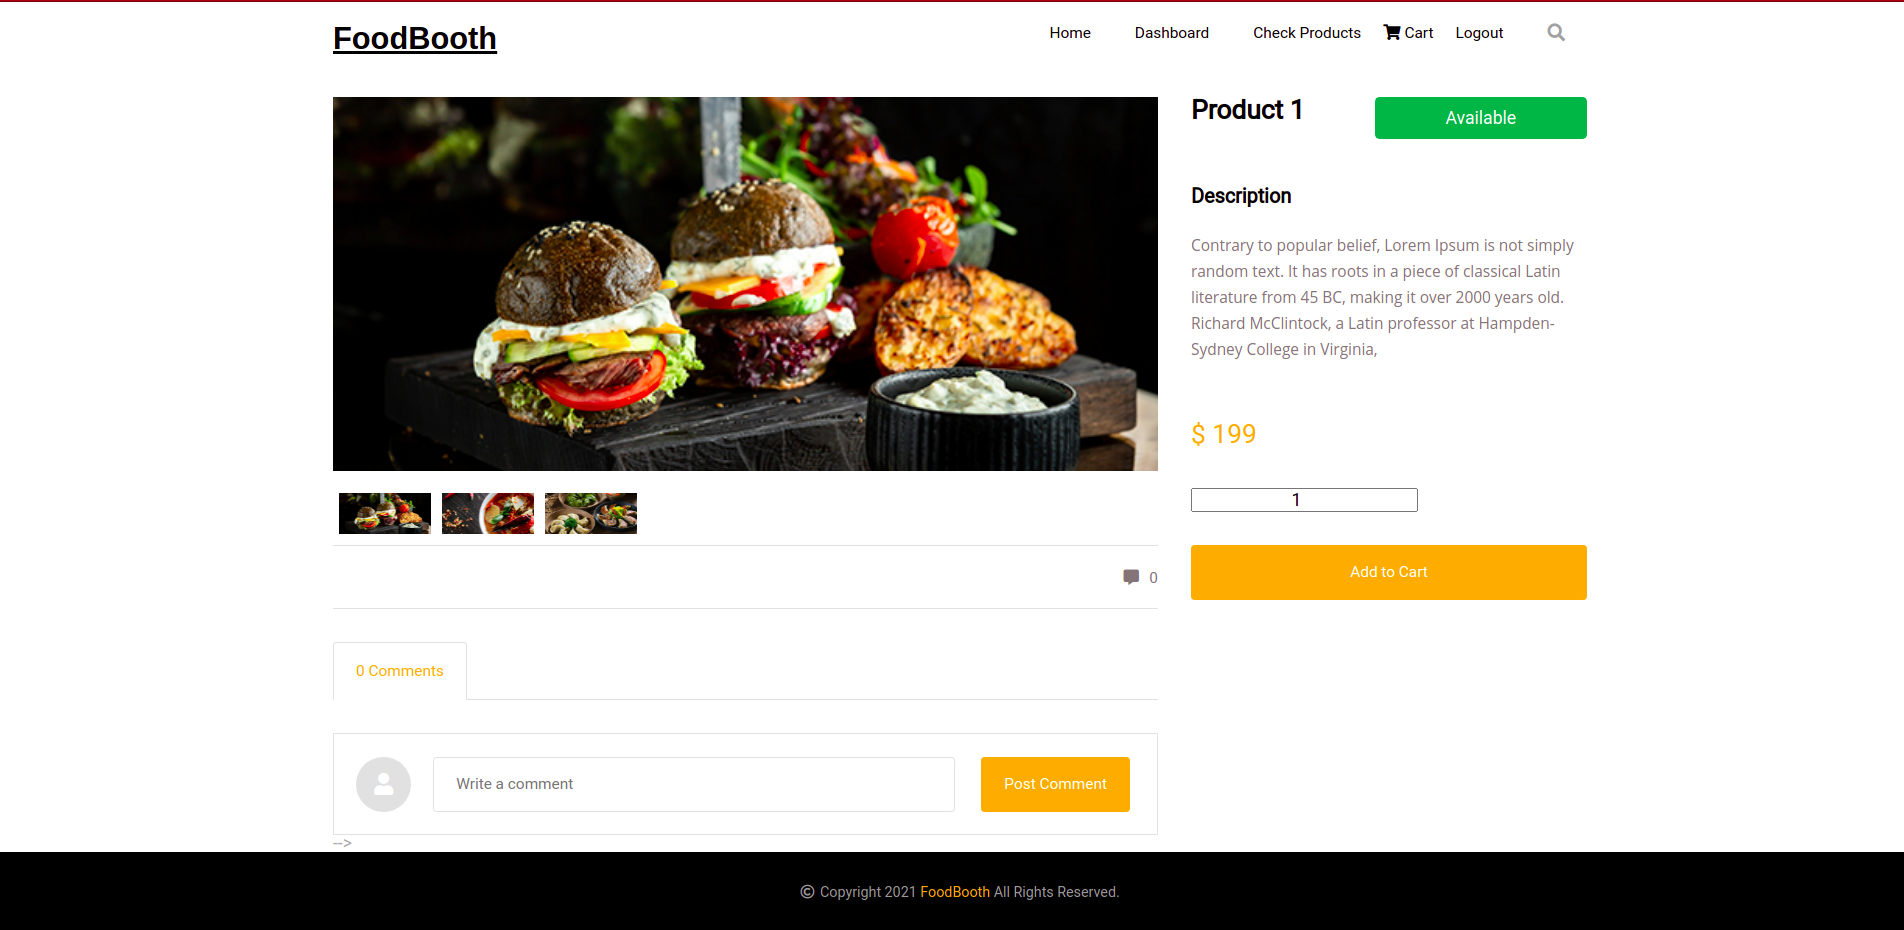 FoodBooth
Home Dashboard Check Products Cart Logout
Product 1
Available
Description
Contrary to popular belief, Lorem Ipsum is not simply
random text. It has roots in a piece of classical Latin
literature from 45 BC, making it over 2000 years old.
Richard McClintock, a Latin professor at Hampden-
Sydney College in Virginia,
$ 199
1
Add to Cart
0
0 Comments
Write a comment
Post Comment
-->
© Copyright 2021 FoodBooth All Rights Reserved.